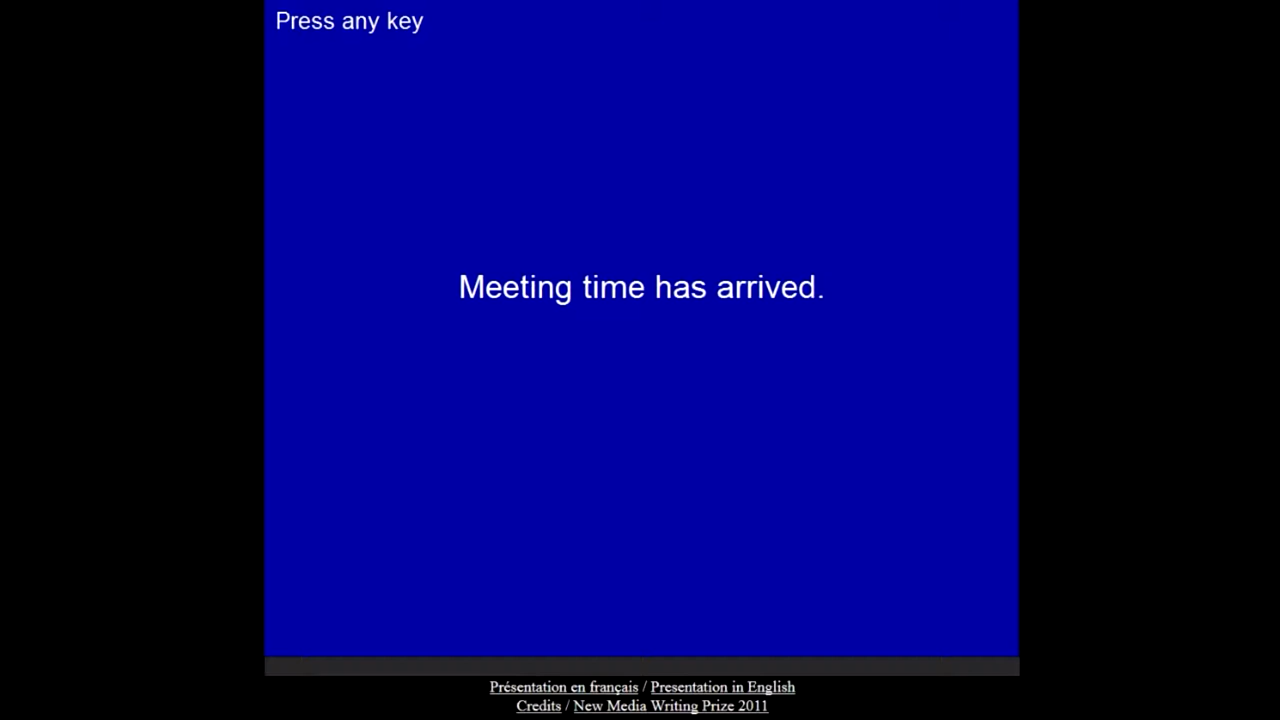 Press any key
Meeting time has arrived.
Présentation en français / Presentation in English
Credits / New Media Writing Prize 2011